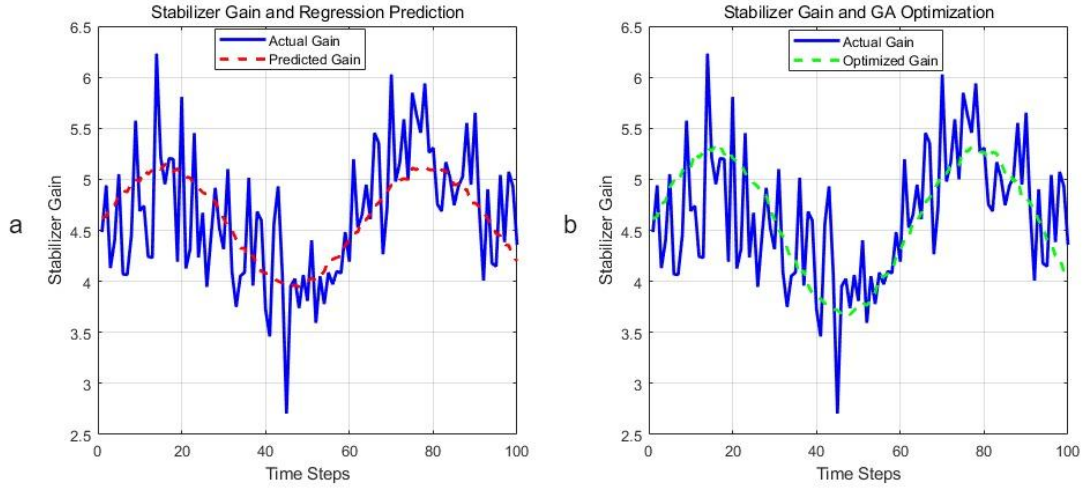 Stabilizer Gain and Regression Prediction
Actual Gain
Predicted Gain
6.5
6
5.5
5
4.5
4
3.5
3
2.5
Stabilizer Gain
0
20
40
60
80
100
Time Steps
a
Stabilizer Gain and GA Optimization
Actual Gain
Optimized Gain
6.5
6
5.5
5
4.5
4
3.5
3
2.5
Stabilizer Gain
0
20
40
60
80
100
Time Steps
b